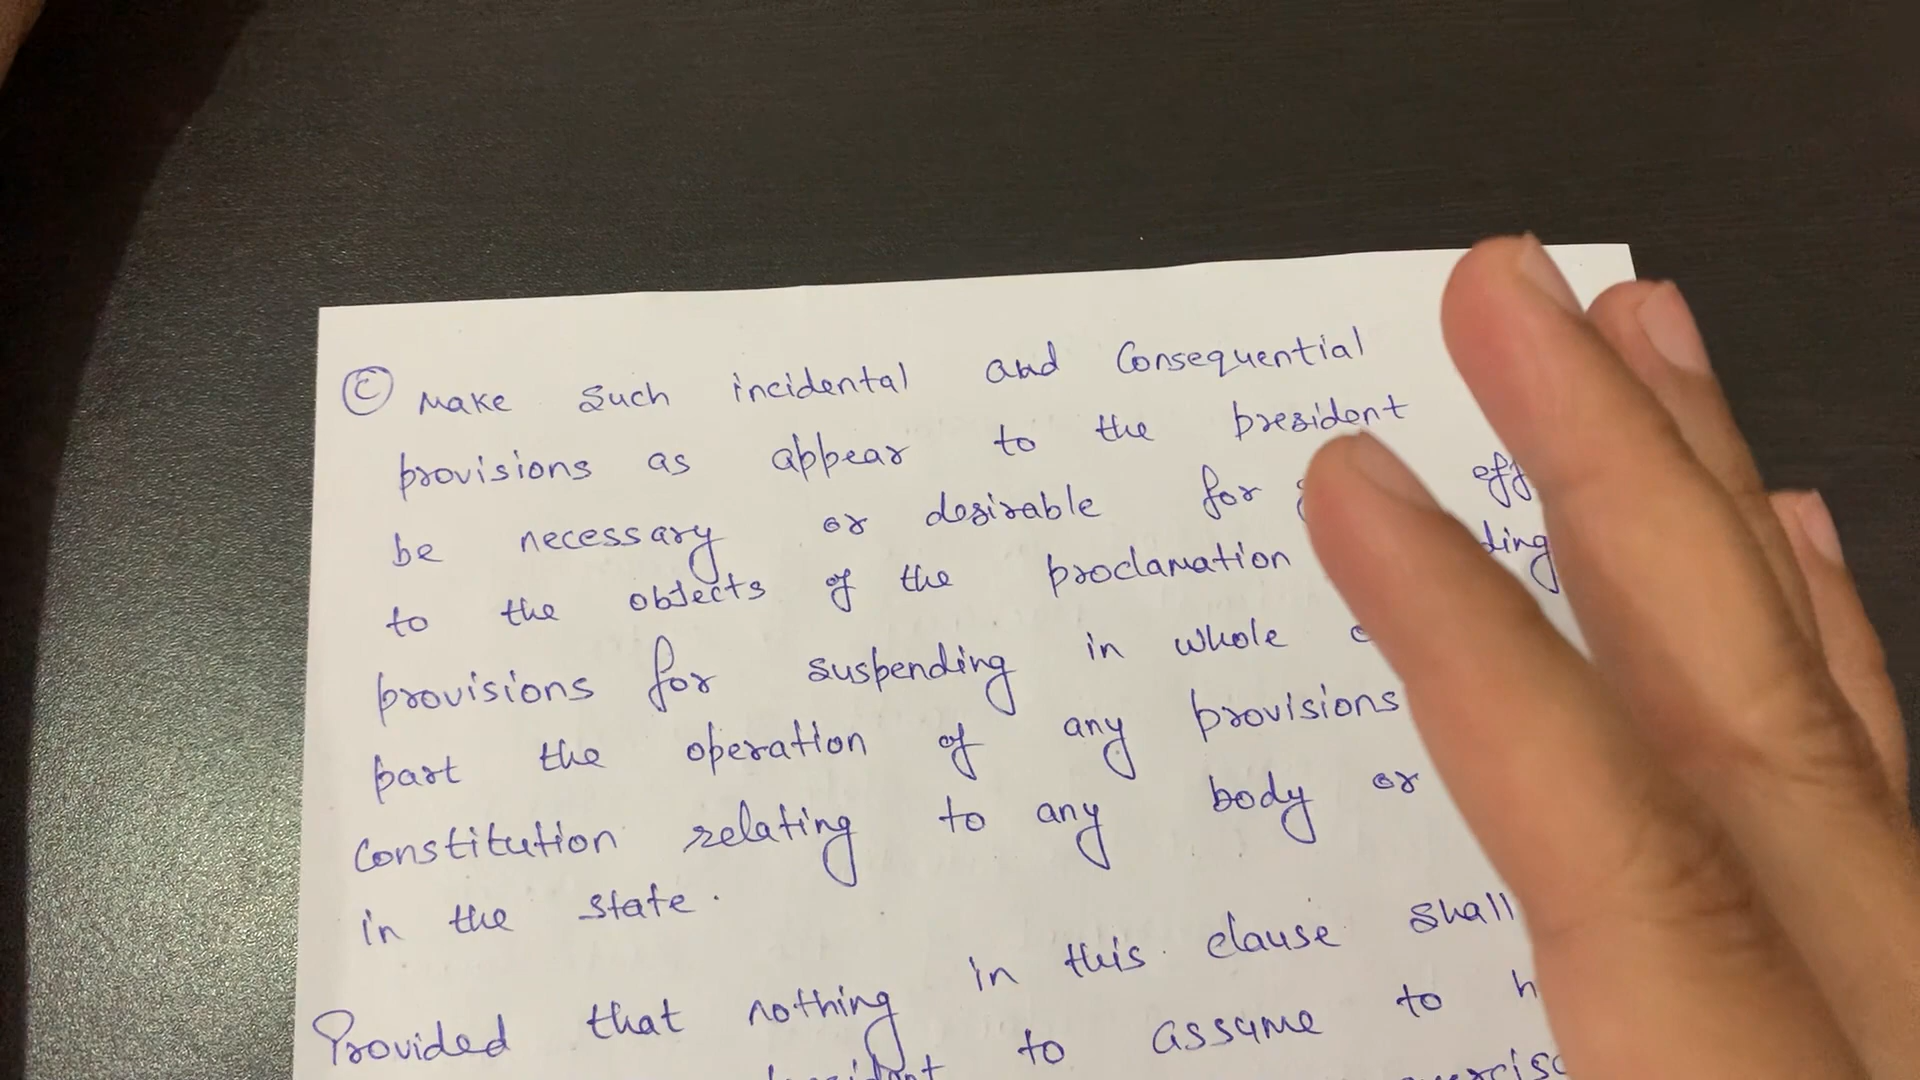 C Make such incidental and Consequential
provisions as appear to the president
be necessary or desirable for
to the objects of the proclamation
provisions for suspending in whole
part the operation of any provisions
Constitution relating to any body or
in the state.
Provided that nothing in this clause shall
to assume to